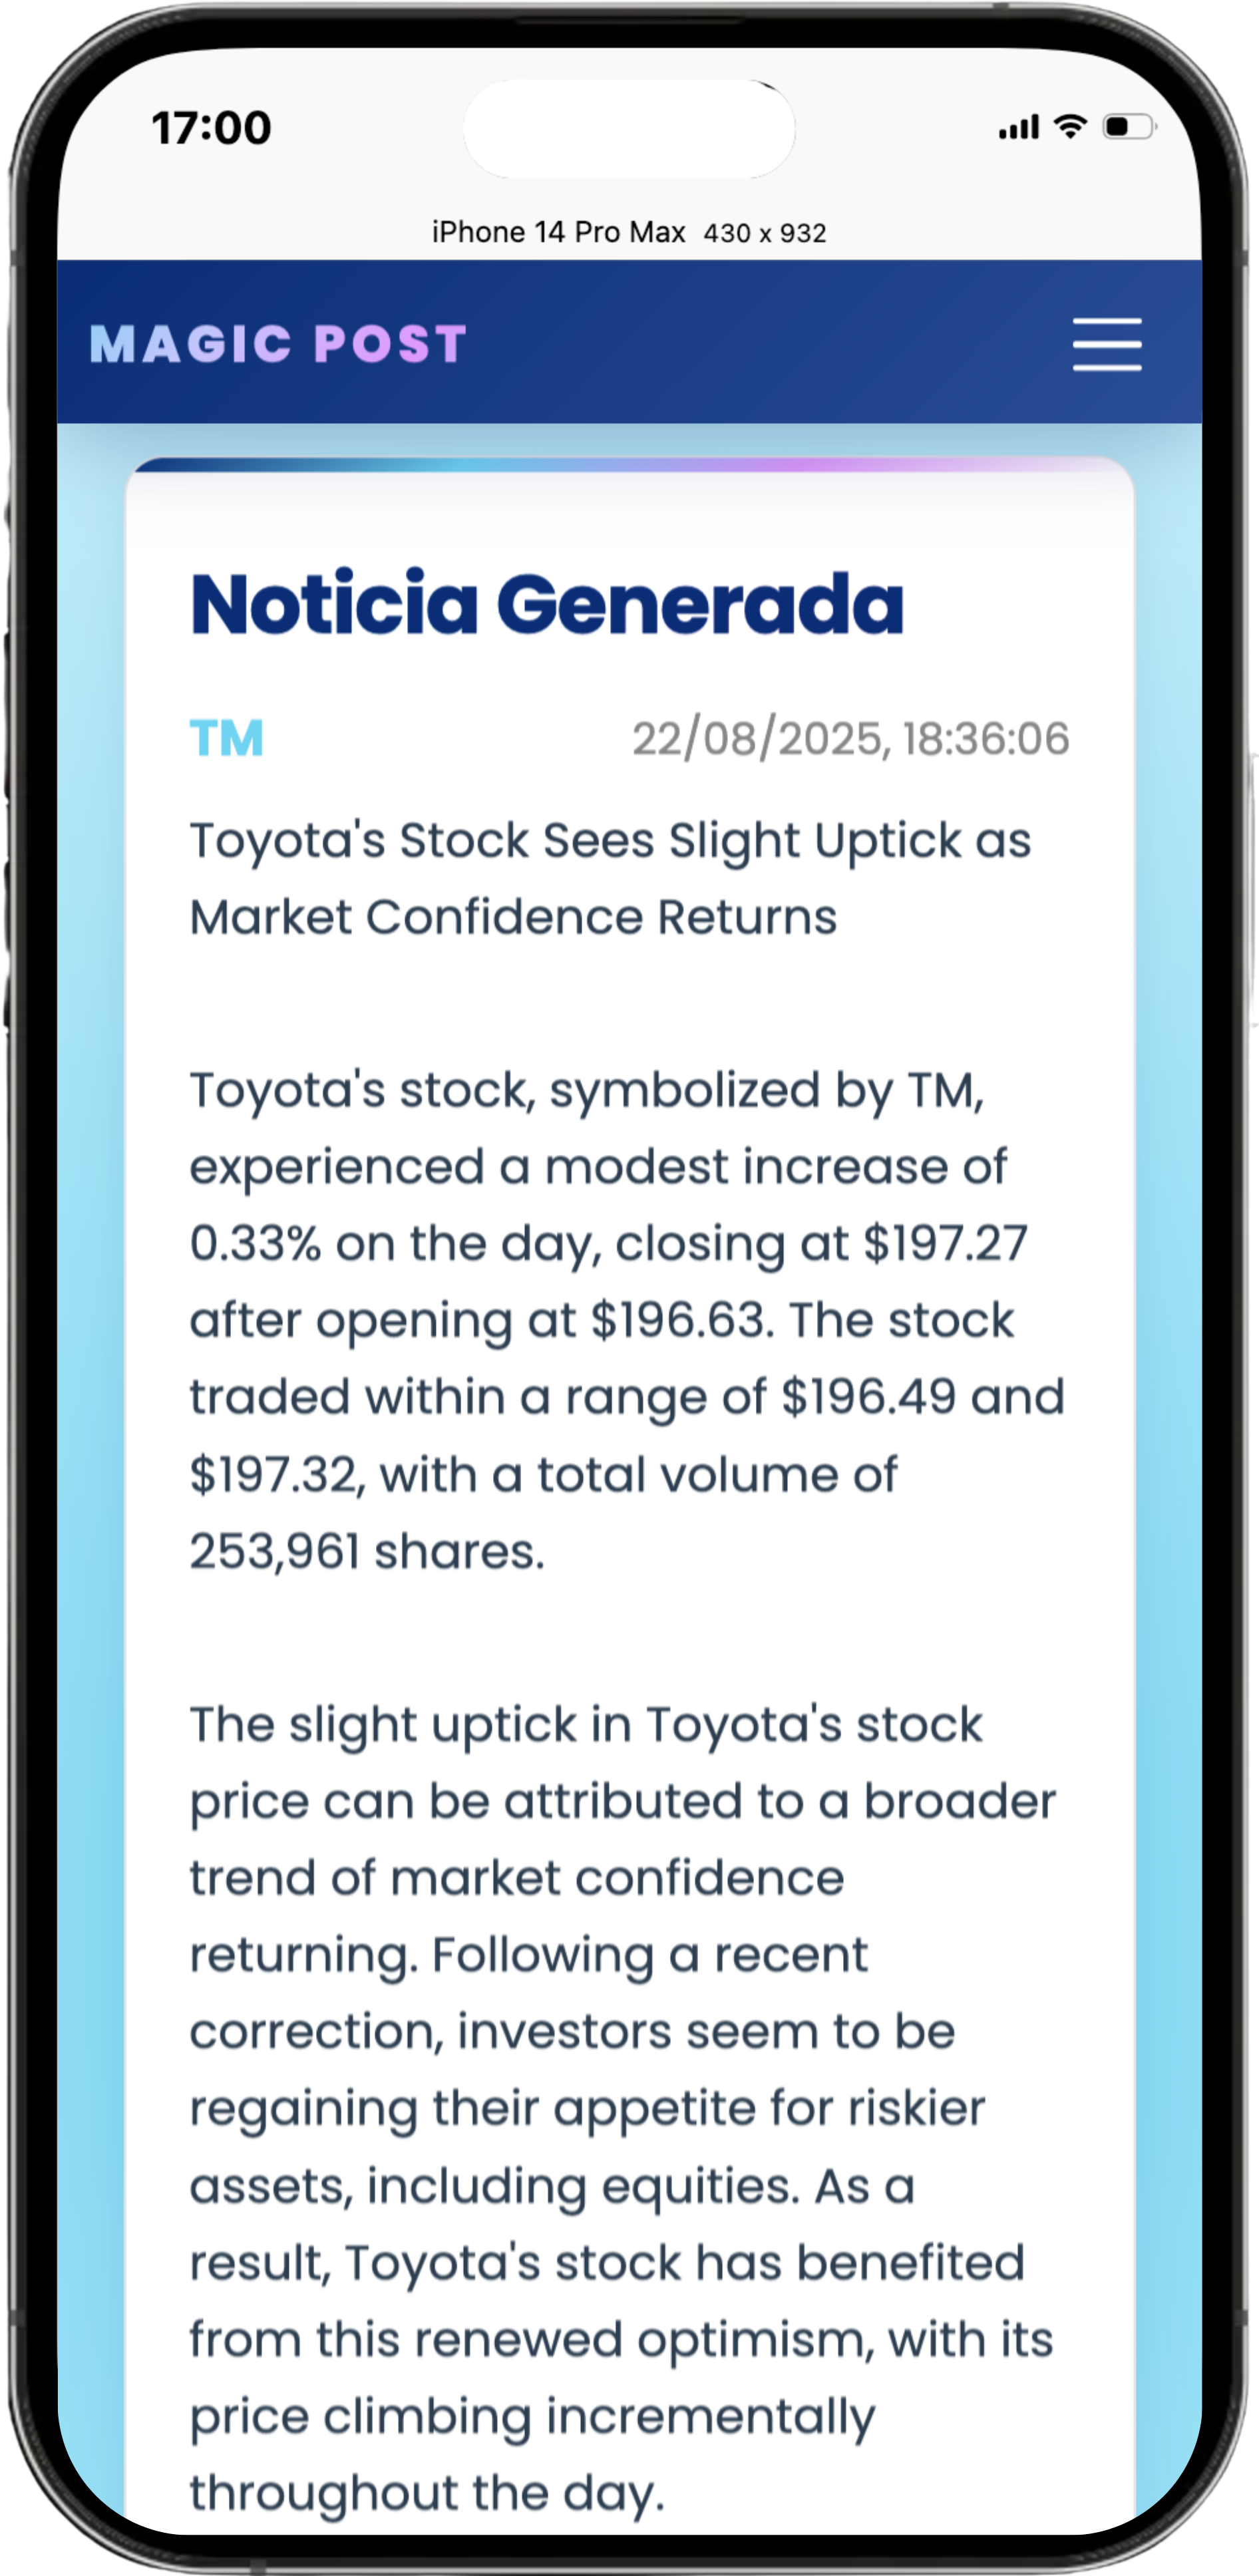 17:00
iPhone 14 Pro Max 430 x 932
MAGIC POST
Noticia Generada
TM 22/08/2025, 18:36:06
Toyota's Stock Sees Slight Uptick as
Market Confidence Returns
Toyota's stock, symbolized by TM,
experienced a modest increase of
0.33% on the day, closing at $197.27
after opening at $196.63. The stock
traded within a range of $196.49 and
$197.32, with a total volume of
253,961 shares.
The slight uptick in Toyota's stock
price can be attributed to a broader
trend of market confidence
returning. Following a recent
correction, investors seem to be
regaining their appetite for riskier
assets, including equities. As a
result, Toyota's stock has benefited
from this renewed optimism, with its
price climbing incrementally
throughout the day.